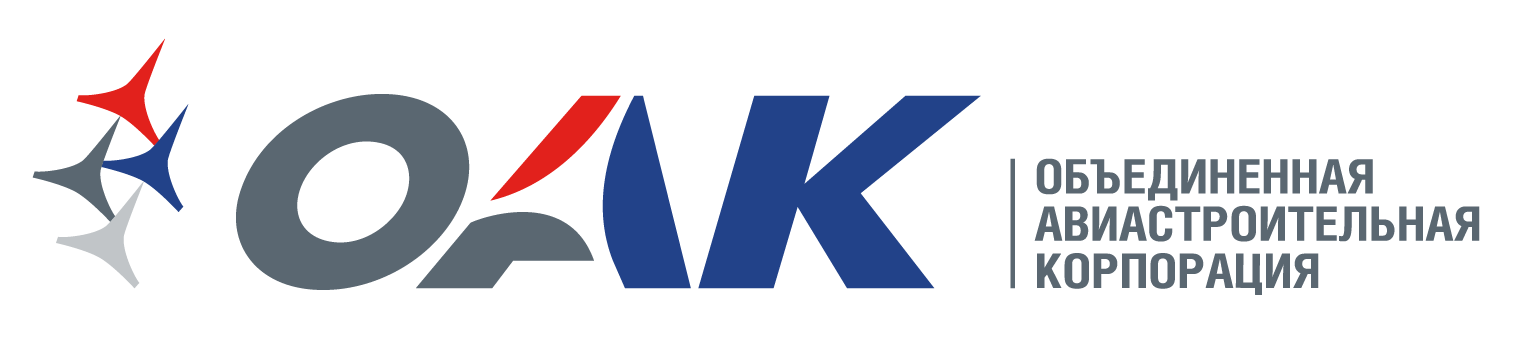 ОАК
ОБЪЕДИНЕННАЯ
АВИАСТРОИТЕЛЬНАЯ
КОРПОРАЦИЯ